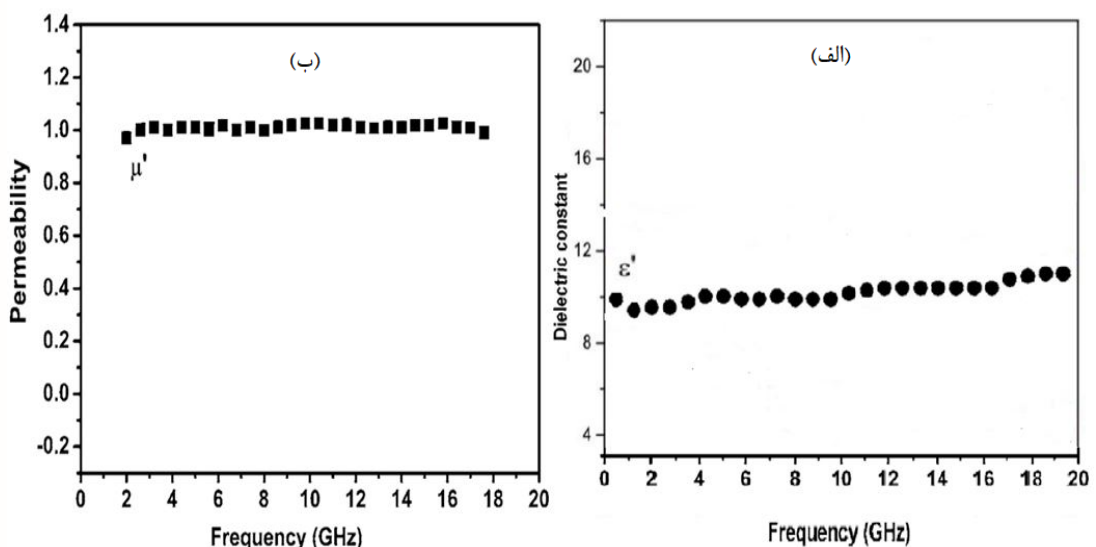 (ب)
1.4
1.2
1.0
0.8
0.6
0.4
0.2
0.0
-0.2
Permeability
μ'
0 2 4 6 8 10 12 14 16 18 20
Frequency (GHz)
(الف)
20
16
12
8
4
Dielectric constant
ε'
0 2 4 6 8 10 12 14 16 18 20
Frequency (GHz)